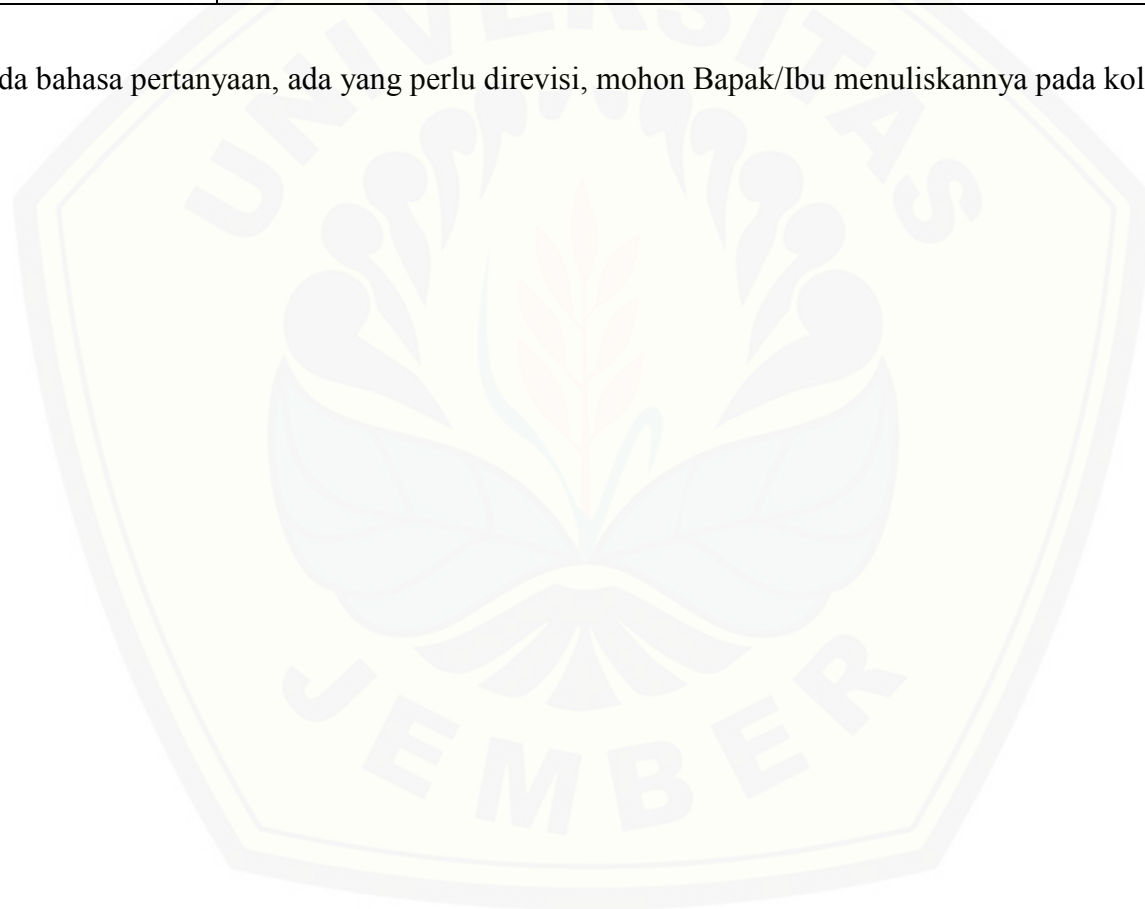 da bahasa pertanyaan, ada yang perlu direvisi, mohon Bapak/Ibu menuliskannya pada kol
UNIVERSITAS
JEMBER